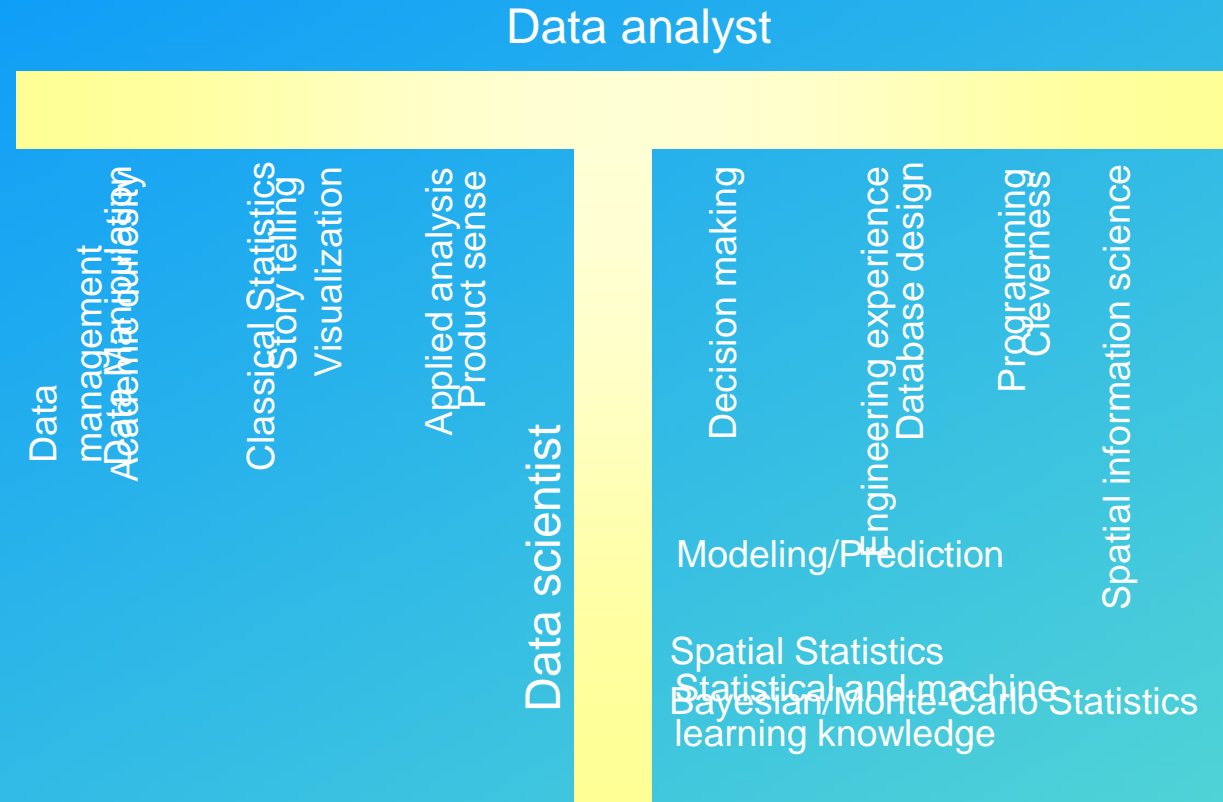 Data analyst
Data
management
Data Manipulation
Academic curiosity
Classical Statistics
Story telling
Visualization
Applied analysis
Product sense
Data scientist
Decision making
Engineering experience
Database design
Programming
Cleverness
Spatial information science
Modeling/Prediction
Spatial Statistics
Statistical and machine
Bayesian/Monte-Carlo Statistics
learning knowledge